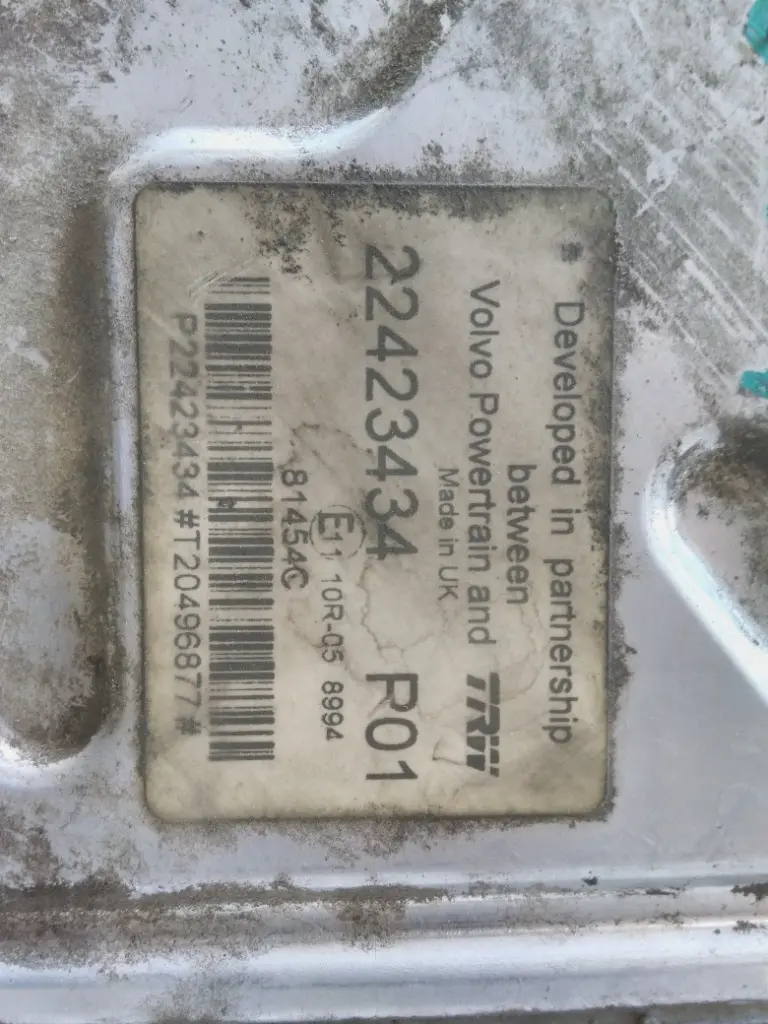 Developed in partnership
between
Volvo Powertrain and TRW
Made in UK
22423434 P01
E11 10R-05 8994
81454C
P22423434#T20496877#